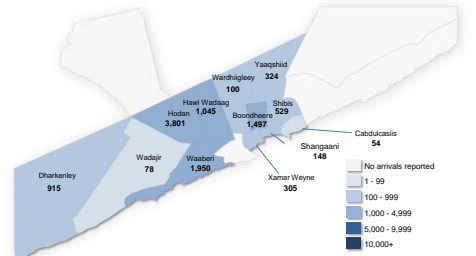 Yaaqshiid
324
Wardhiigleey
100
Hawl Wadaag
1,045
Shibis
529
Hodan
3,801
Boondheere
1,497
Cabdulcasiis
54
Shangaani
148
Wadajir
78
Waaberi
1,950
Dharkenley
915
Xamar Weyne
305
No arrivals reported
1 - 99
100 - 999
1,000 - 4,999
5,000 - 9,999
10,000+